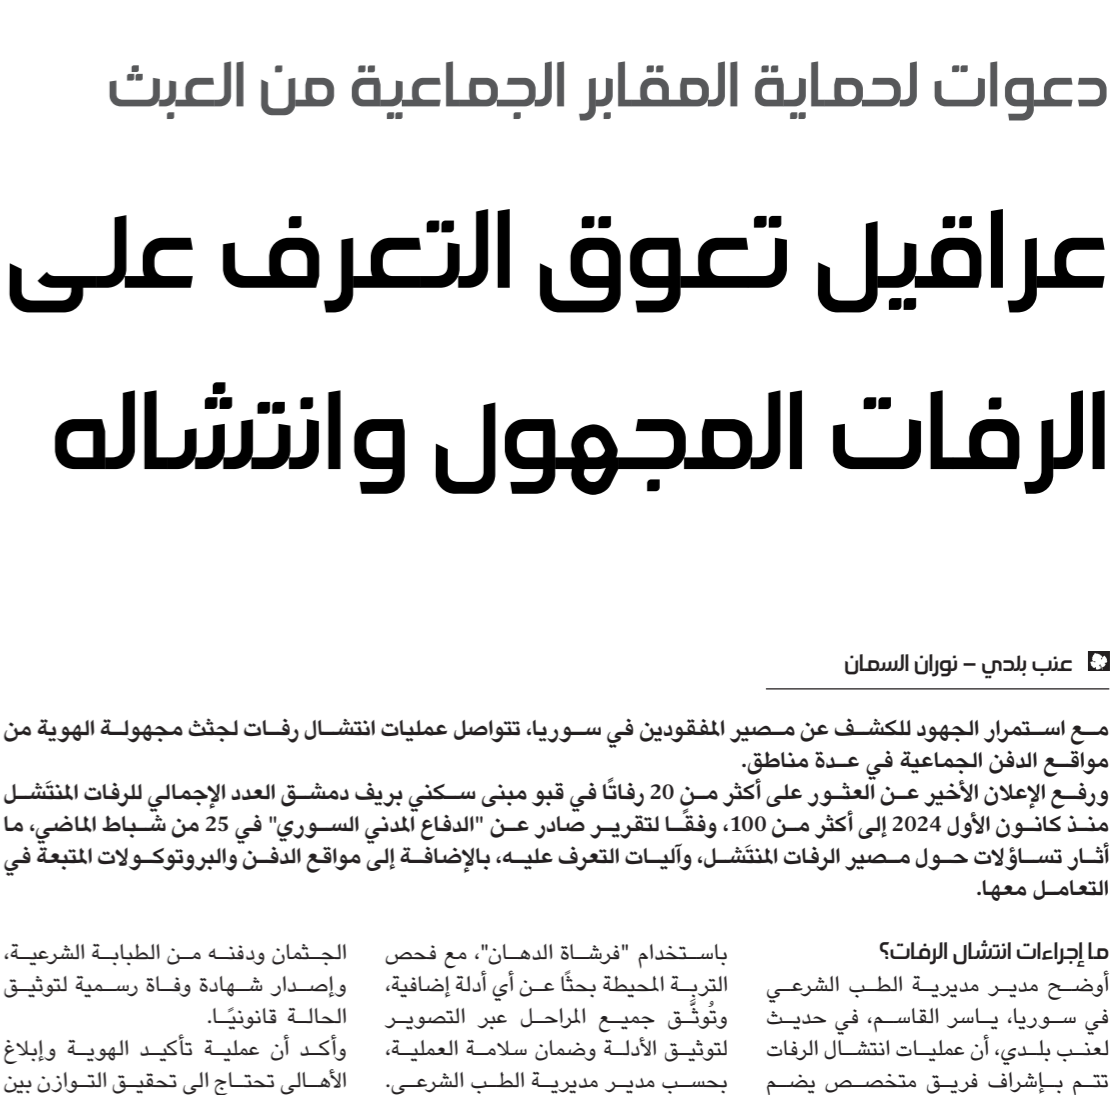 دعوات لحماية المقابر الجماعية من العبث
عراقيل تعوق التعرف على
الرفات المجهول وانتشاله
عنب بلدي – نوران السمان
مع استمرار الجهود للكشف عن مصير المفقودين في سوريا، تتواصل عمليات انتشال رفات لجثث مجهولة الهوية من
مواقع الدفن الجماعية في عدة مناطق.
ورفع الإعلان الأخير عن العثور على أكثر من 20 رفاتًا في قبو مبنى سكني بريف دمشق العدد الإجمالي للرفات المنتَشل
منذ كانون الأول 2024 إلى أكثر من 100، وفقًا لتقرير صادر عن "الدفاع المدني السوري" في 25 من شباط الماضي، ما
أثار تساؤلات حول مصير الرفات المنتَشل، وآليات التعرف عليه، بالإضافة إلى مواقع الدفن والبروتوكولات المتبعة في
التعامل معها.
ما إجراءات انتشال الرفات؟
أوضح مدير مديرية الطب الشرعي
في سوريا، ياسر القاسم، في حديث
لعنب بلدي، أن عمليات انتشال الرفات
تتم بإشراف فريق متخصص يضم
باستخدام "فرشاة الدهان"، مع فحص
التربة المحيطة بحثًا عن أي أدلة إضافية،
وتُوثَّق جميع المراحل عبر التصوير
لتوثيق الأدلة وضمان سلامة العملية،
بحسب مدير مديرية الطب الشرعي.
الجثمان ودفنه من الطبابة الشرعية،
وإصدار شهادة وفاة رسمية لتوثيق
الحالة قانونيًا.
وأكد أن عملية تأكيد الهوية وإبلاغ
الأهالي تحتاج الى تحقيق التوازن بين